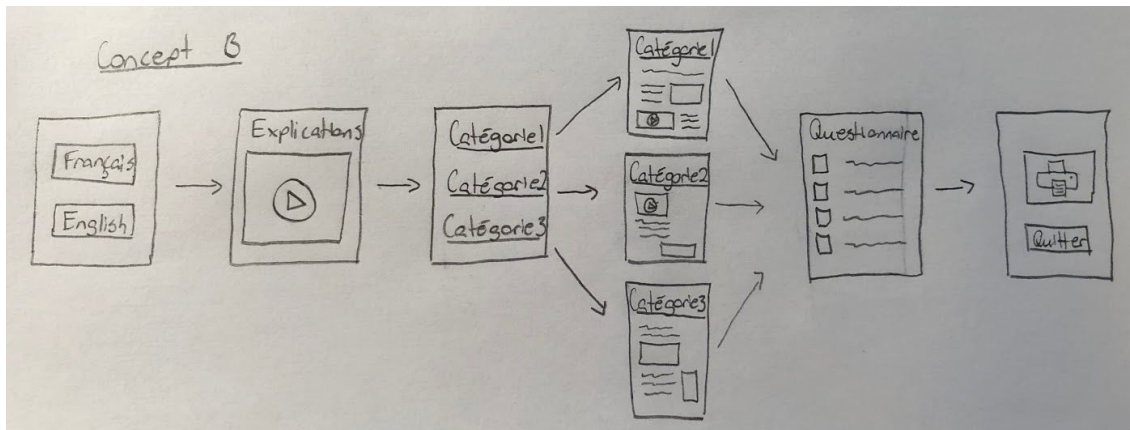 Concept B
Français
English
Explications
Catégorie1
Catégorie2
Catégorie3
Catégorie1
Catégorie2
Catégorie3
Questionnaire
Quitter